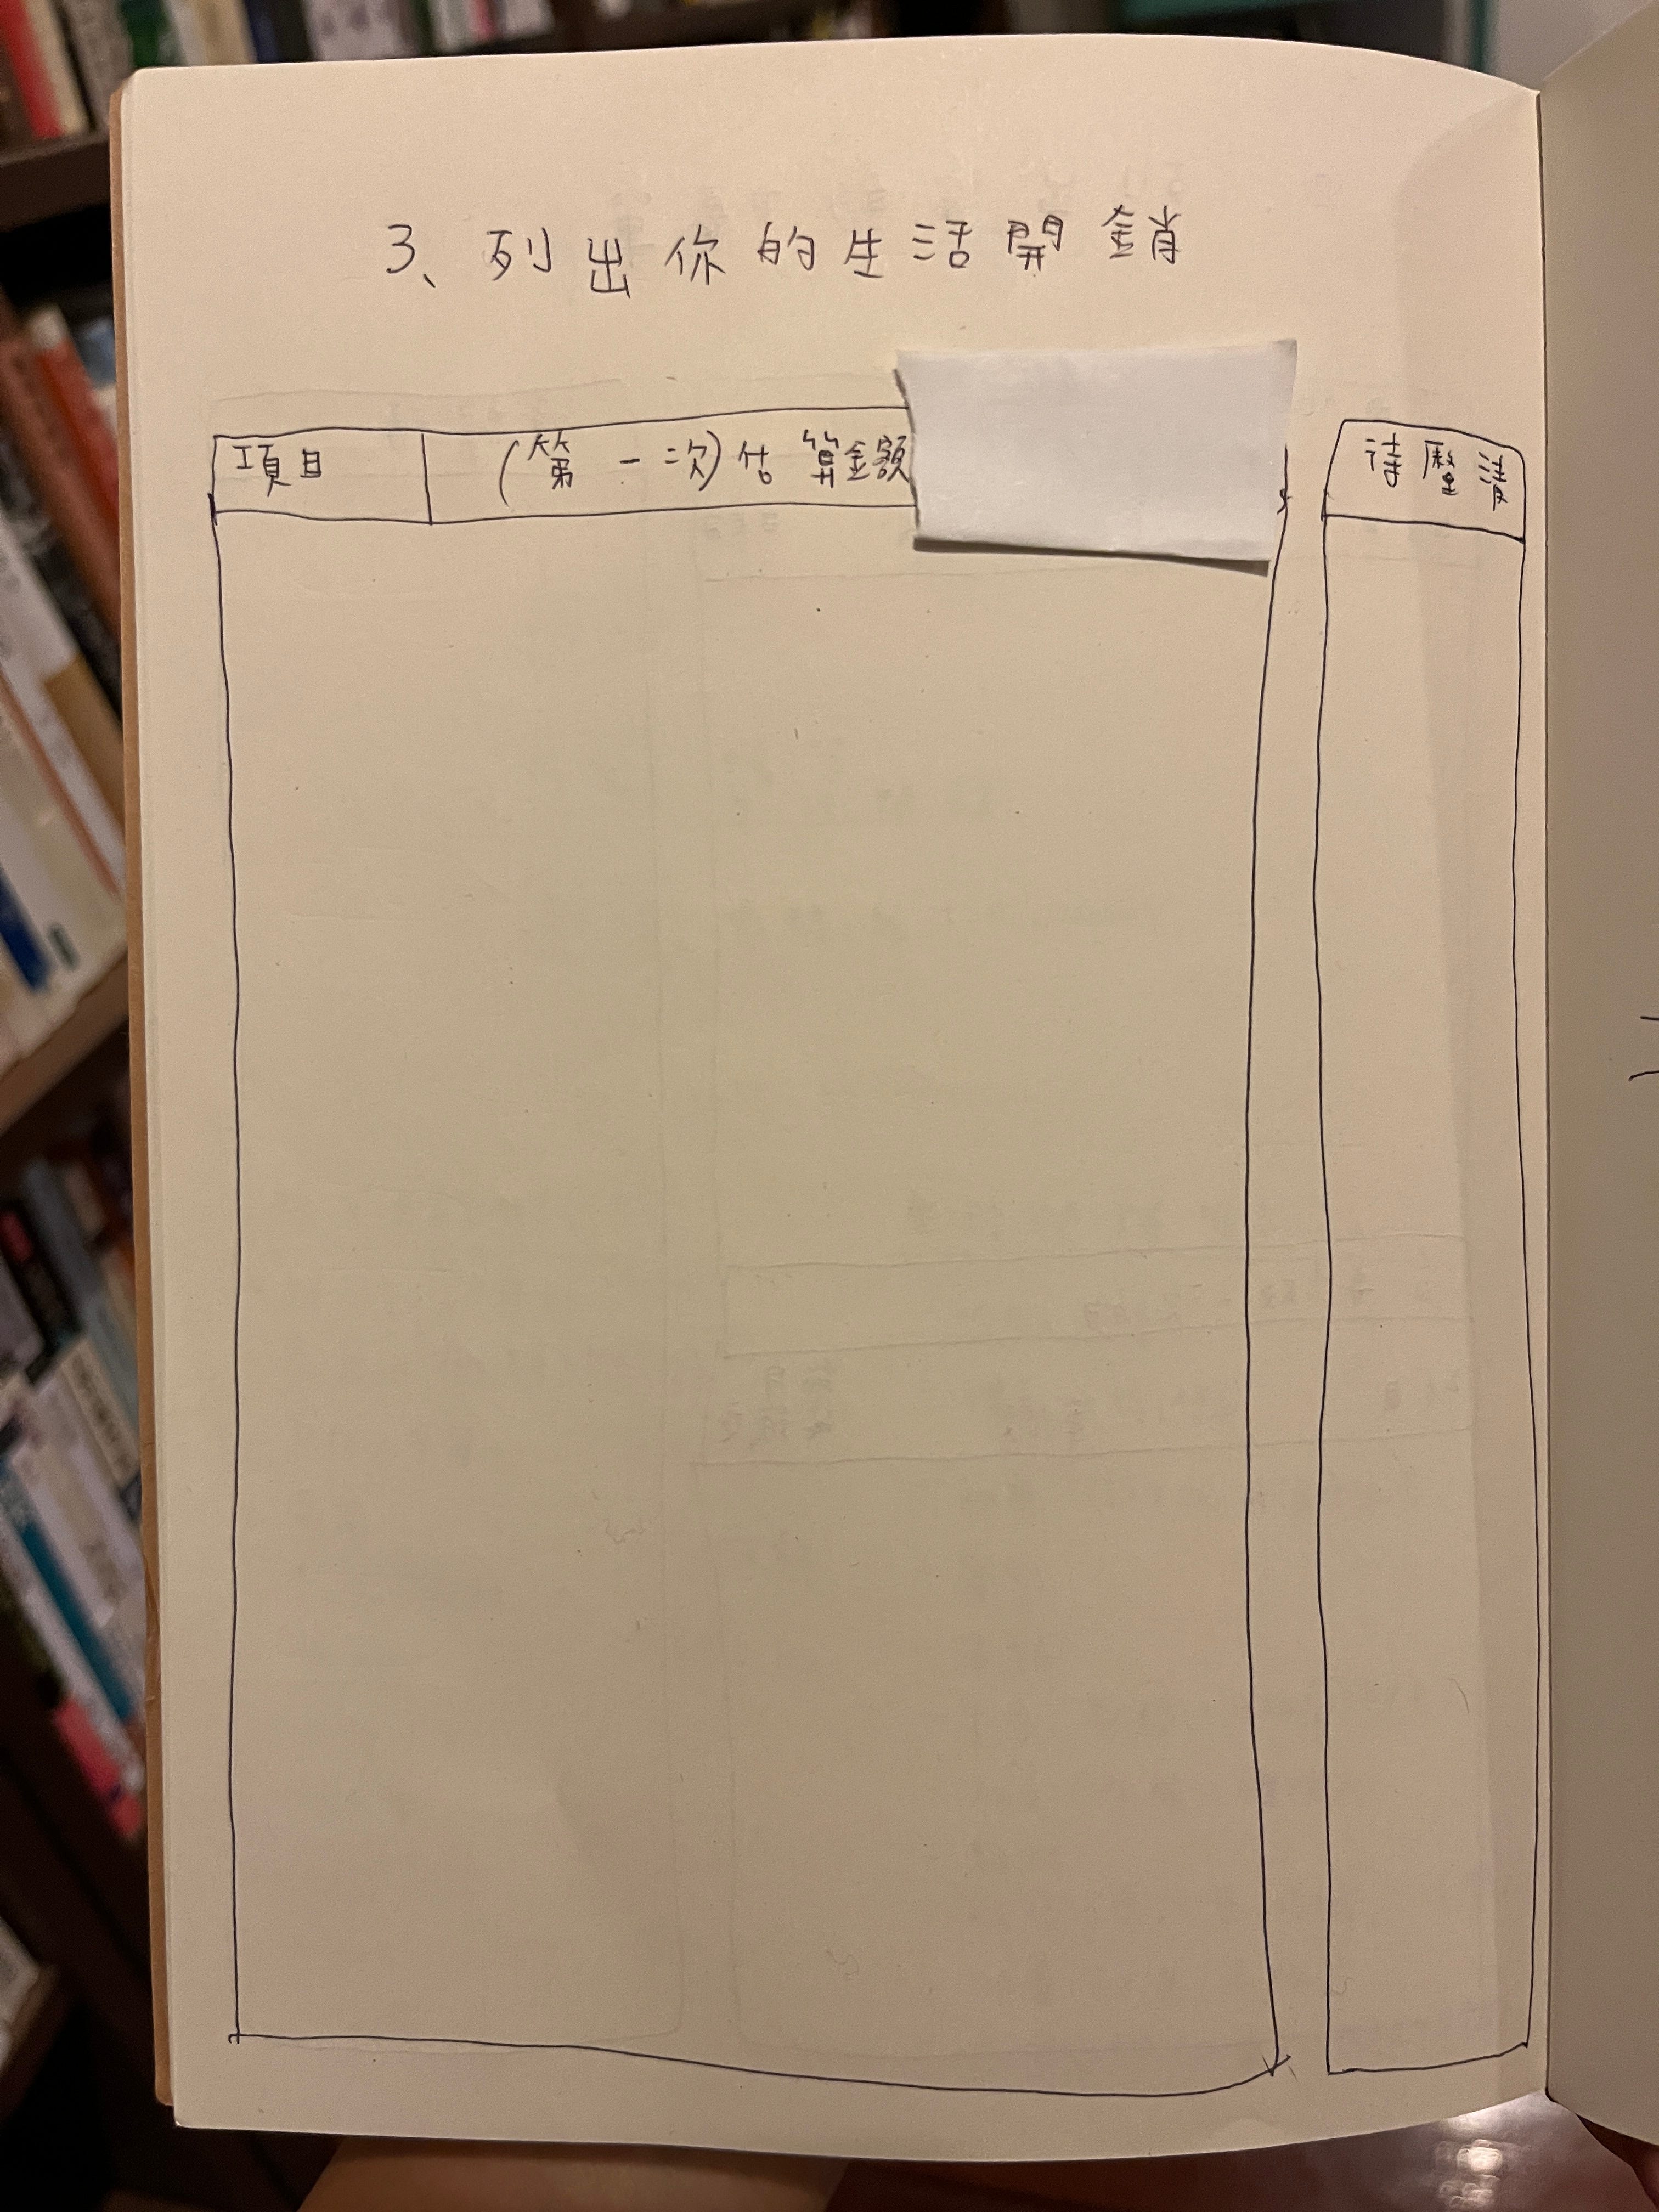 3、列出你的生活開銷
項目 (第一次)估算金額
待釐清